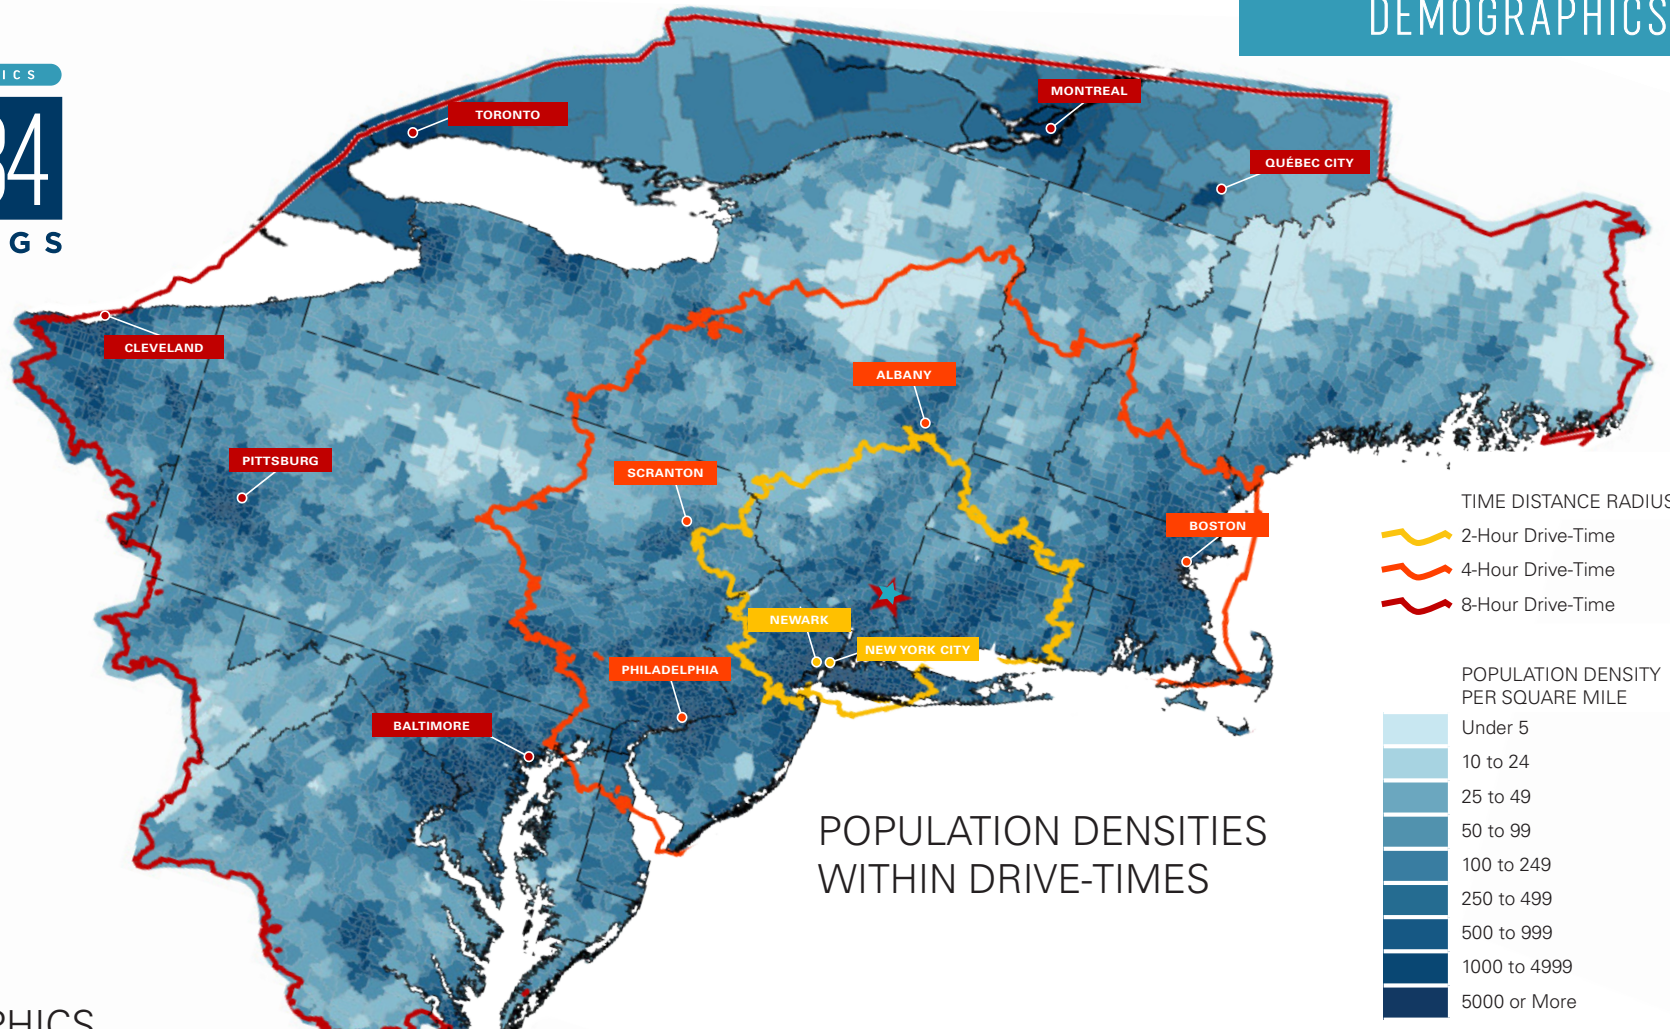 DEMOGRAPHICS
ICS
34
GS
TORONTO
MONTREAL
QUÉBEC CITY
CLEVELAND
ALBANY
PITTSBURG
SCRANTON
BOSTON
NEWARK
NEW YORK CITY
PHILADELPHIA
BALTIMORE
TIME DISTANCE RADIUS
2-Hour Drive-Time
4-Hour Drive-Time
8-Hour Drive-Time
POPULATION DENSITY
PER SQUARE MILE
Under 5
10 to 24
25 to 49
50 to 99
100 to 249
250 to 499
500 to 999
1000 to 4999
5000 or More
POPULATION DENSITIES
WITHIN DRIVE-TIMES
PHICS